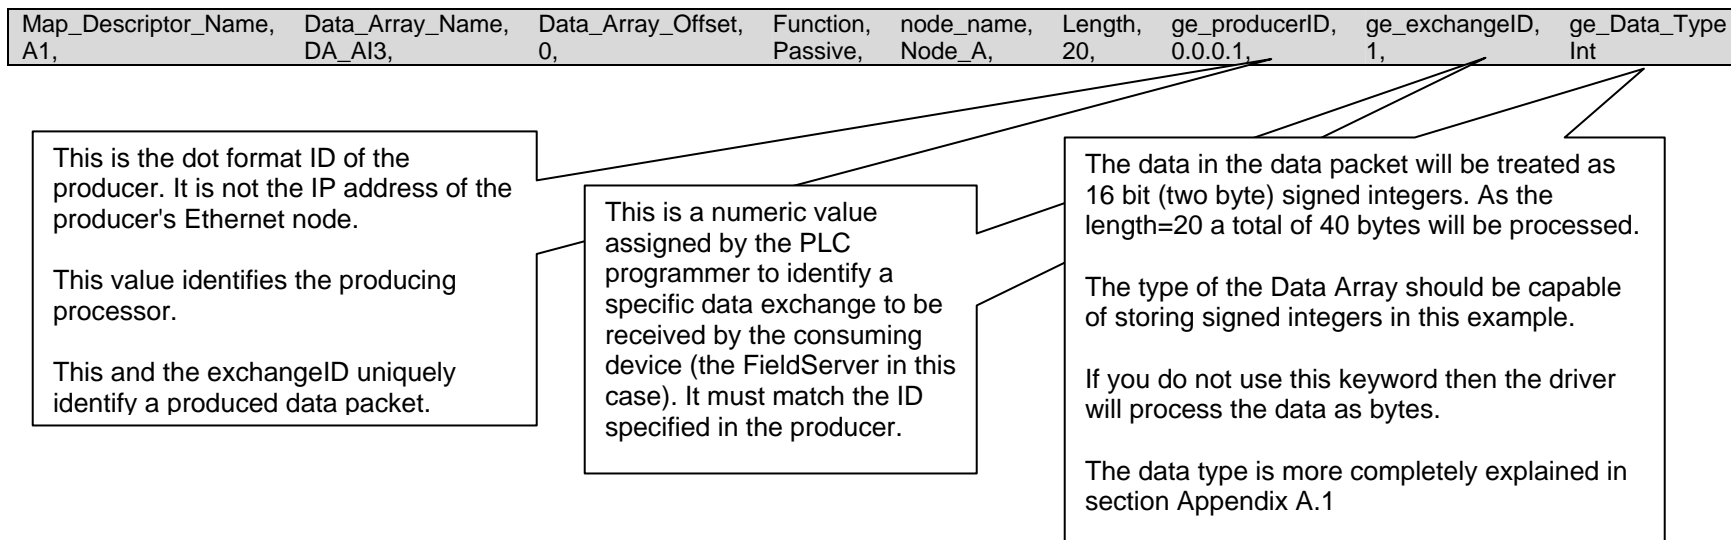 Map_Descriptor_Name, Data_Array_Name, Data_Array_Offset, Function, node_name, Length, ge_producerID, ge_exchangeID, ge_Data_Type
A1, DA_AI3, 0, Passive, Node_A, 20, 0.0.0.1, 1, Int
This is the dot format ID of the
producer. It is not the IP address of the
producer's Ethernet node.
This value identifies the producing
processor.
This and the exchangeID uniquely
identify a produced data packet.
This is a numeric value
assigned by the PLC
programmer to identify a
specific data exchange to be
received by the consuming
device (the FieldServer in this
case). It must match the ID
specified in the producer.
The data in the data packet will be treated as
16 bit (two byte) signed integers. As the
length=20 a total of 40 bytes will be processed.
The type of the Data Array should be capable
of storing signed integers in this example.
If you do not use this keyword then the driver
will process the data as bytes.
The data type is more completely explained in
section Appendix A.1